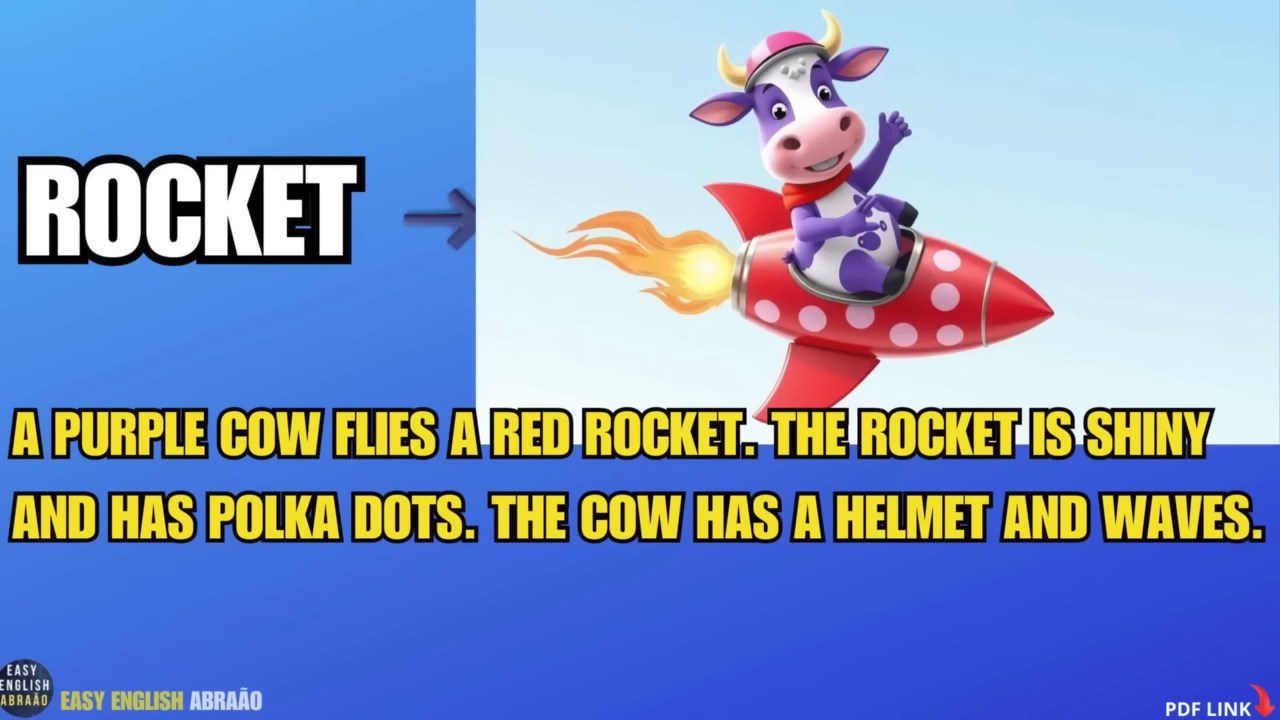 ROCKET
A PURPLE COW FLIES A RED ROCKET. THE ROCKET IS SHINY
AND HAS POLKA DOTS. THE COW HAS A HELMET AND WAVES.
EASY
ENGLISH
ABRAÃO
EASY ENGLISH ABRAÃO
PDF LINK